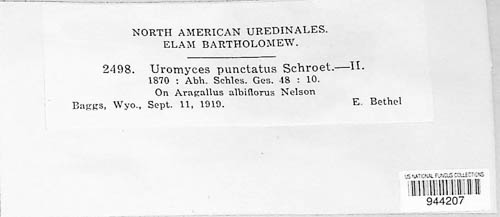 NORTH AMERICAN UREDINALES.
ELAM BARTHOLOMEW.
2498. Uromyces punctatus Schroet.—II.
1870 : Abh. Schles. Ges. 48 : 10.
On Aragallus albiflorus Nelson
Baggs, Wyo., Sept. 11, 1919. E. Bethel
US NATIONAL FUNGUS COLLECTIONS
944207